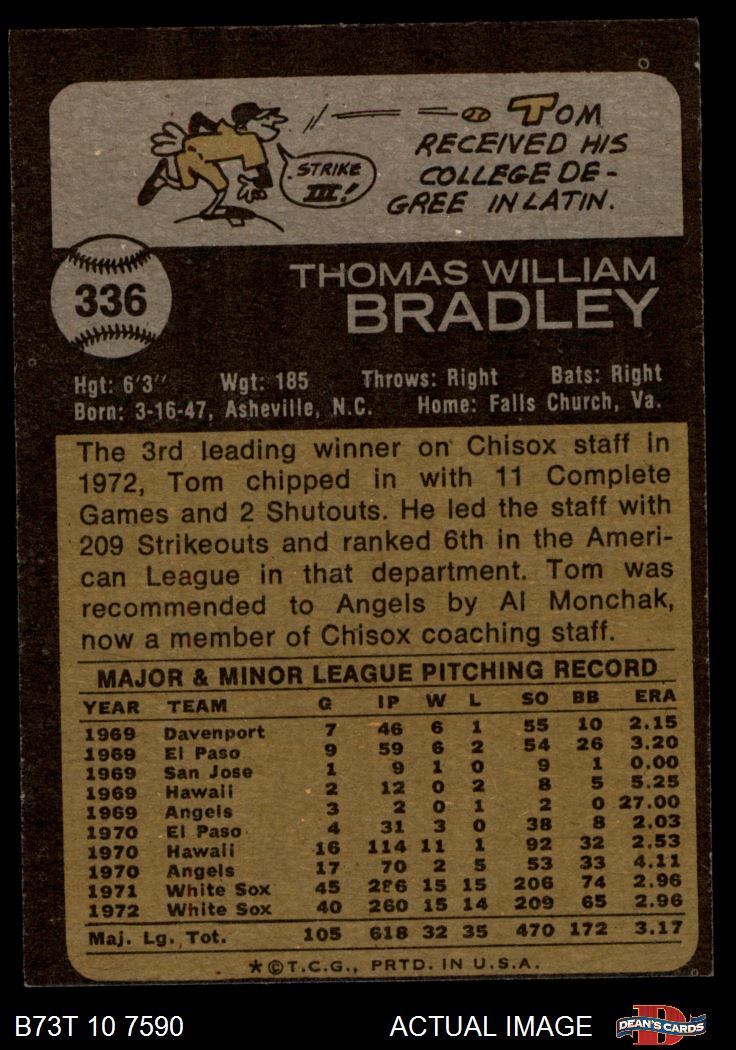 TOM
RECEIVED HIS
COLLEGE DE-
GREE IN LATIN.
STRIKE
III!
336
THOMAS WILLIAM
BRADLEY
Hgt: 6'3" Wgt: 185 Throws: Right Bats: Right
Born: 3-16-47, Asheville, N.C. Home: Falls Church, Va.
The 3rd leading winner on Chisox staff in
1972, Tom chipped in with 11 Complete
Games and 2 Shutouts. He led the staff with
209 Strikeouts and ranked 6th in the Ameri-
can League in that department. Tom was
recommended to Angels by Al Monchak,
now a member of Chisox coaching staff.
MAJOR & MINOR LEAGUE PITCHING RECORD
YEAR TEAM G IP W L SO BB ERA
1969 Davenport 7 46 6 1 55 10 2.15
1969 El Paso 9 59 6 2 54 26 3.20
1969 San Jose 1 9 1 0 9 1 0.00
1969 Hawaii 2 12 0 2 8 5 5.25
1969 Angels 3 2 0 1 2 0 27.00
1970 El Paso 4 31 3 0 38 8 2.03
1970 Hawaii 16 114 11 1 92 32 2.53
1970 Angels 17 70 2 5 53 33 4.11
1971 White Sox 45 286 15 15 206 74 2.96
1972 White Sox 40 260 15 14 209 65 2.96
Maj. Lg. Tot. 105 618 32 35 470 172 3.17
*©T.C.G., PRTD. IN U.S.A.
B73T 10 7590 ACTUAL IMAGE D DEAN'S CARDS